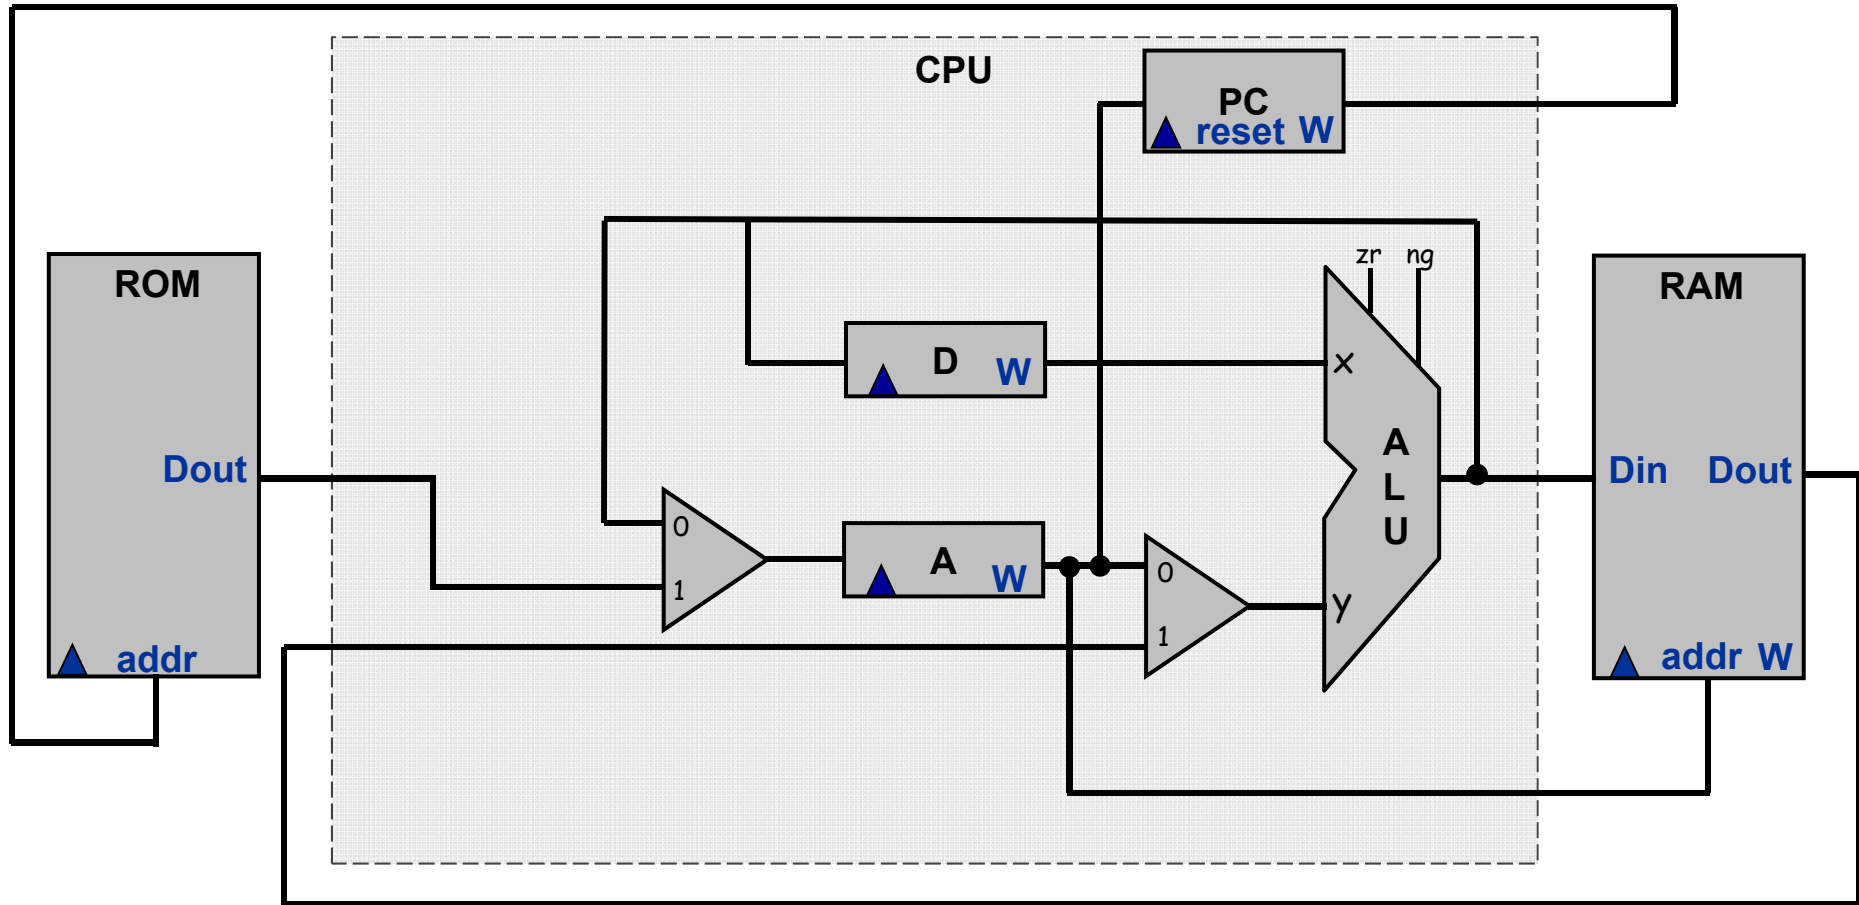 CPU
PC
reset W
zr ng
ROM
RAM
D W
x
A
L
U
Dout
Din Dout
0
1
A W
0
1
y
addr
addr W